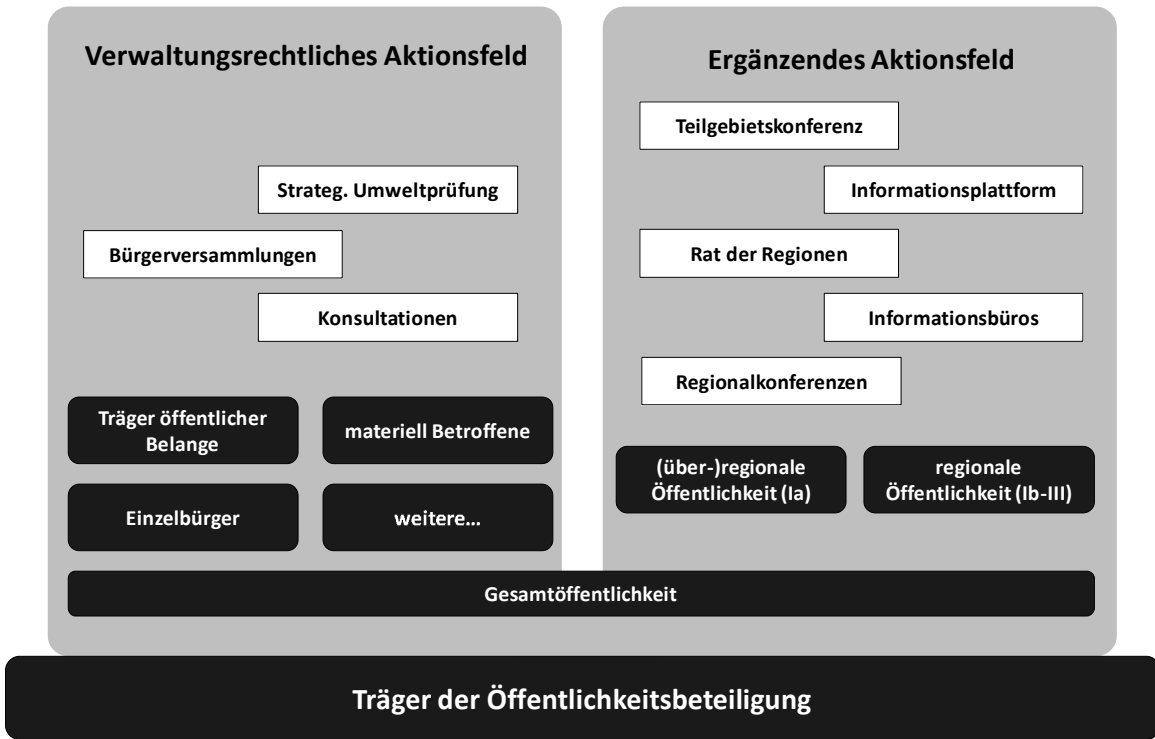 Verwaltungsrechtliches Aktionsfeld
Strateg. Umweltprüfung
Bürgerversammlungen
Konsultationen
Träger öffentlicher
Belange
materiell Betroffene
Einzelbürger
weitere...
Ergänzendes Aktionsfeld
Teilgebietskonferenz
Informationsplattform
Rat der Regionen
Informationsbüros
Regionalkonferenzen
(über-)regionale
Öffentlichkeit (Ia)
regionale
Öffentlichkeit (Ib-III)
Gesamtöffentlichkeit
Träger der Öffentlichkeitsbeteiligung